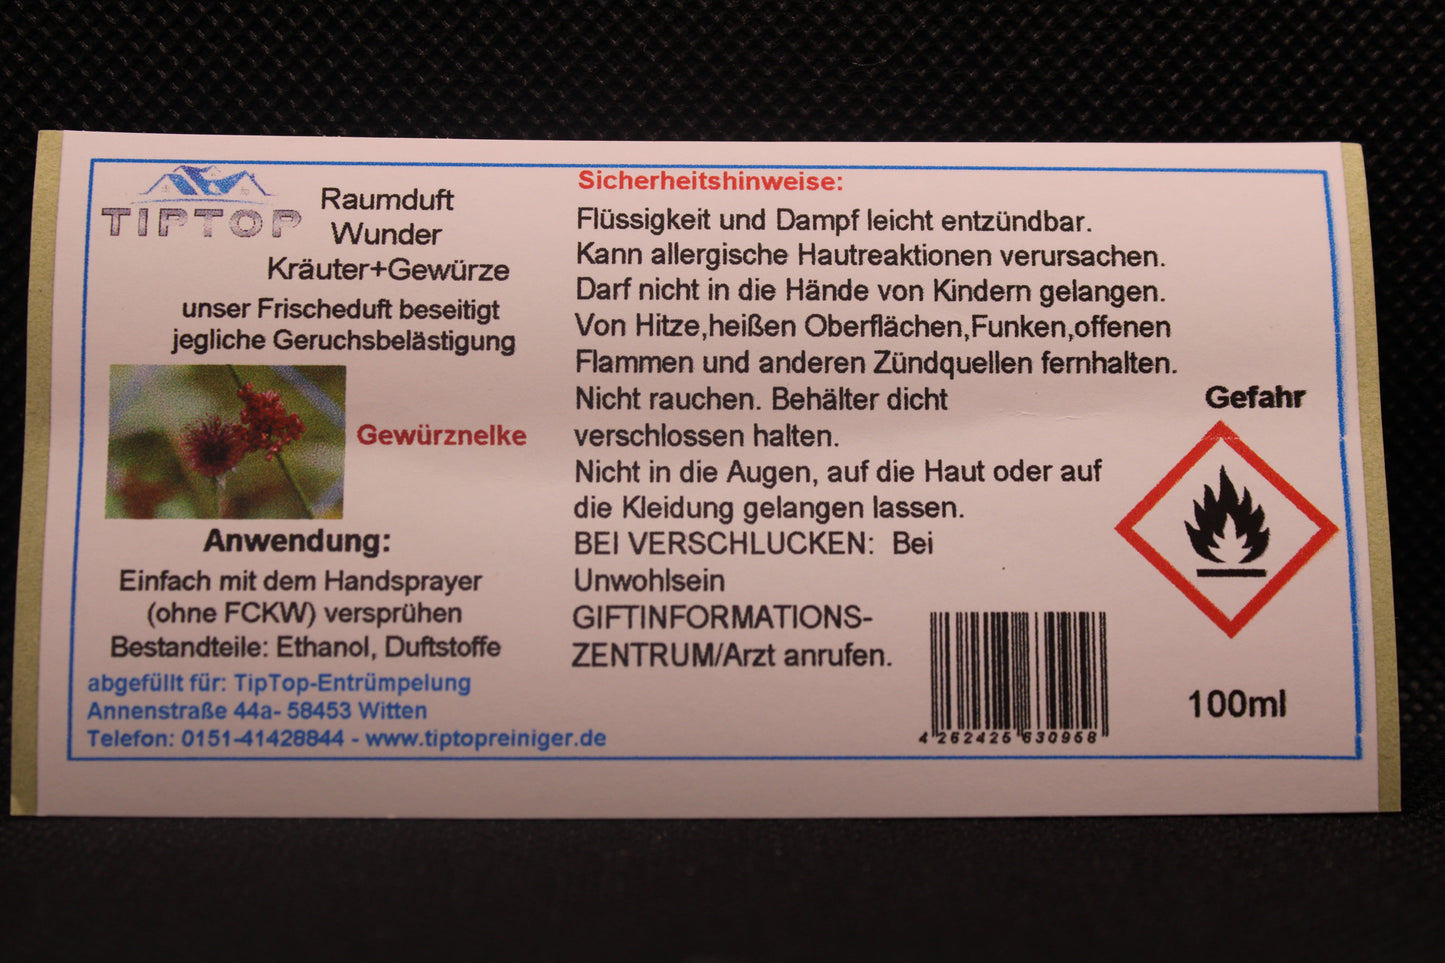 TIPTOP
Raumduft
Wunder
Kräuter+Gewürze
unser Frischeduft beseitigt
jegliche Geruchsbelästigung
Gewürznelke
Anwendung:
Einfach mit dem Handsprayer
(ohne FCKW) versprühen
Bestandteile: Ethanol, Duftstoffe
abgefüllt für: TipTop-Entrümpelung
Annenstraße 44a- 58453 Witten
Telefon: 0151-41428844 - www.tiptopreiniger.de
Sicherheitshinweise:
Flüssigkeit und Dampf leicht entzündbar.
Kann allergische Hautreaktionen verursachen.
Darf nicht in die Hände von Kindern gelangen.
Von Hitze,heißen Oberflächen,Funken,offenen
Flammen und anderen Zündquellen fernhalten.
Nicht rauchen. Behälter dicht
verschlossen halten.
Nicht in die Augen, auf die Haut oder auf
die Kleidung gelangen lassen.
BEI VERSCHLUCKEN: Bei
Unwohlsein
GIFTINFORMATIONS-
ZENTRUM/Arzt anrufen.
Gefahr
100ml
4 262425 630968